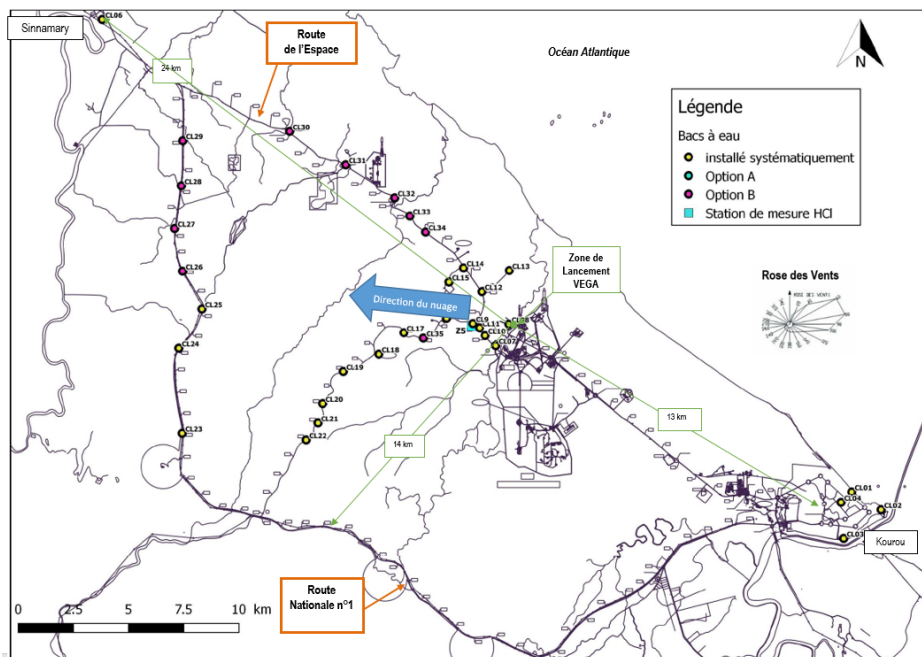 Sinnamary
CL06
Route
de l'Espace
Océan Atlantique
N
24 km
Légende
Bacs à eau
installé systématiquement
Option A
Option B
Station de mesure HCl
CL30
CL29
CL31
CL28
CL32
CL33
CL34
CL27
CL14
CL13
Zone de
Lancement
VEGA
Rose des Vents
ROSE DES VENTS
CL26
CL15
CL12
Direction du nuage
CL25
CL9
CL11
CL10
ZS
CL17
CL35
CL07
CL24
CL18
CL19
CL20
CL21
CL22
CL23
13 km
14 km
CL01
CL04
CL02
CL03
Kourou
Route
Nationale n°1
0 2.5 5 7.5 10 km